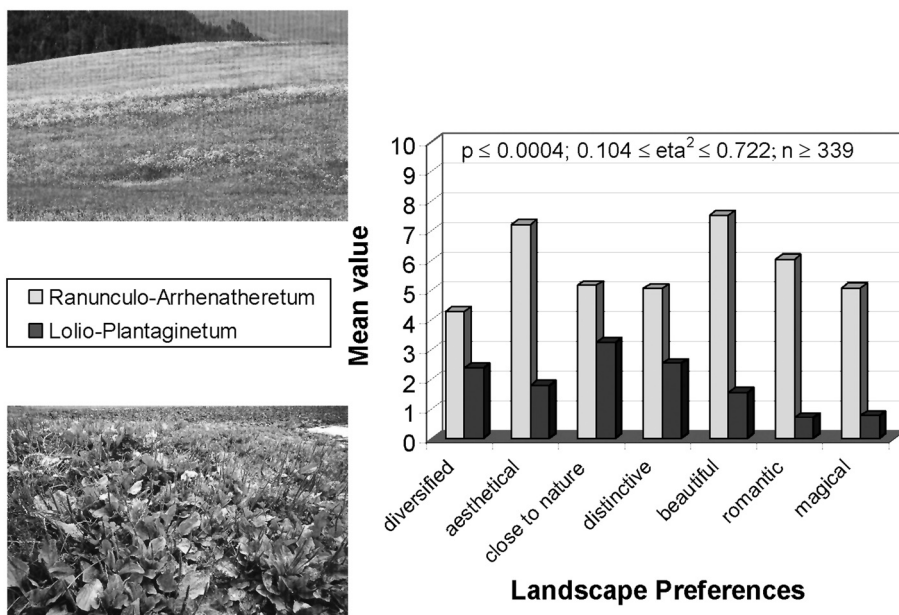 Ranunculo-Arrhenatheretum
Lolio-Plantaginetum
Mean value
10
9
8
7
6
5
4
3
2
1
0
p ≤ 0.0004; 0.104 ≤ eta² ≤ 0.722; n ≥ 339
diversified
aesthetical
close to nature
distinctive
beautiful
romantic
magical
Landscape Preferences